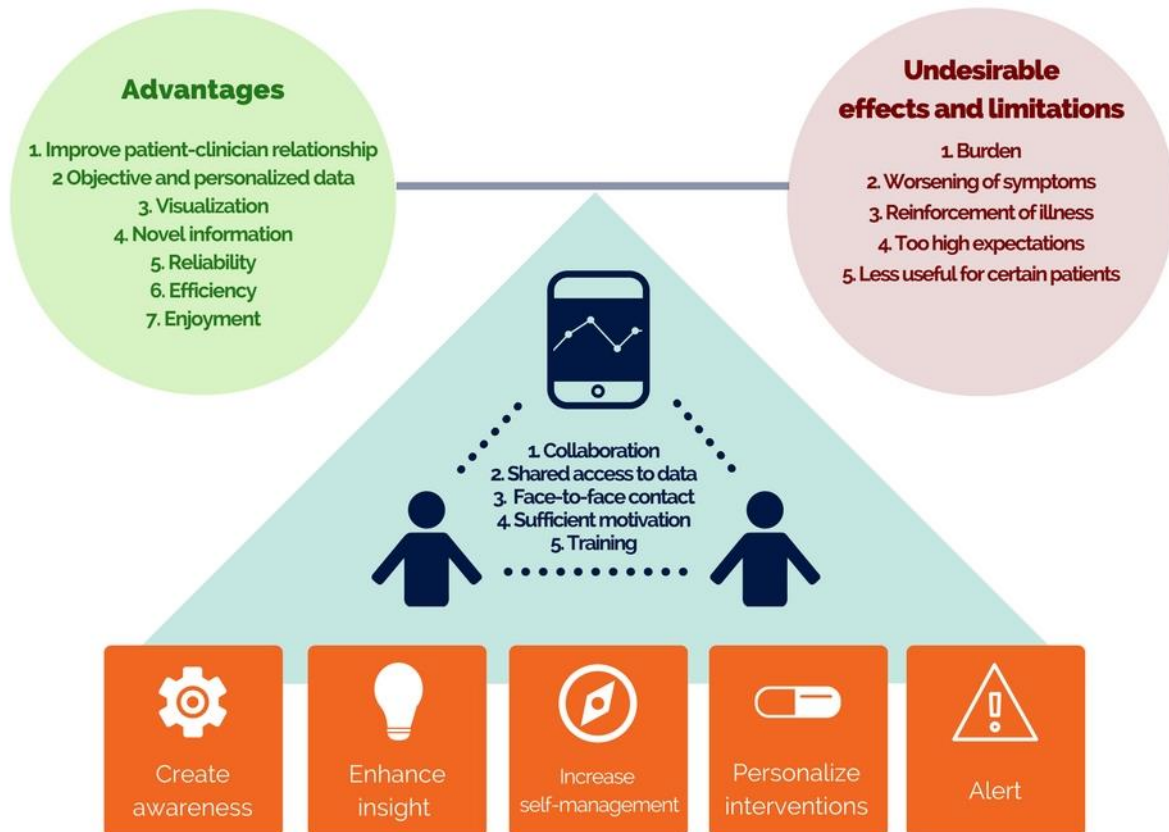 Advantages
1. Improve patient-clinician relationship
2 Objective and personalized data
3. Visualization
4. Novel information
5. Reliability
6. Efficiency
7. Enjoyment
Undesirable
effects and limitations
1. Burden
2. Worsening of symptoms
3. Reinforcement of illness
4. Too high expectations
5. Less useful for certain patients
1. Collaboration
2. Shared access to data
3. Face-to-face contact
4. Sufficient motivation
5. Training
Create
awareness
Enhance
insight
Increase
self-management
Personalize
interventions
Alert